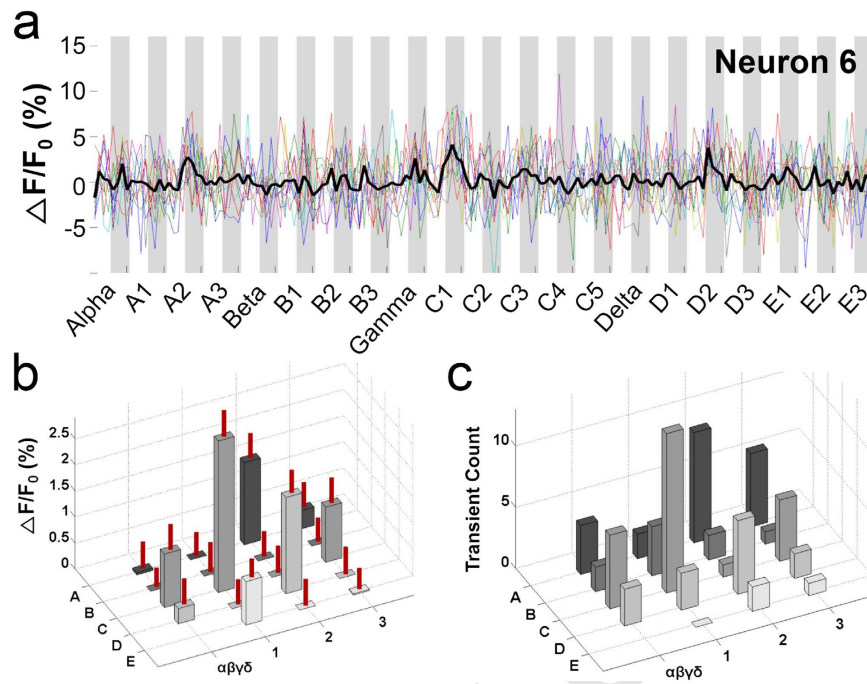 a
Neuron 6
△F/F₀ (%)
15
10
5
0
-5
Alpha A1 A2 A3 Beta B1 B2 B3 Gamma C1 C2 C3 C4 C5 Delta D1 D2 D3 E1 E2 E3
b
△F/F₀ (%)
2.5
2
1.5
1
0.5
0
A
B
C
D
E
αβγδ
1
2
3
c
Transient Count
10
5
0
A
B
C
D
E
αβγδ
1
2
3